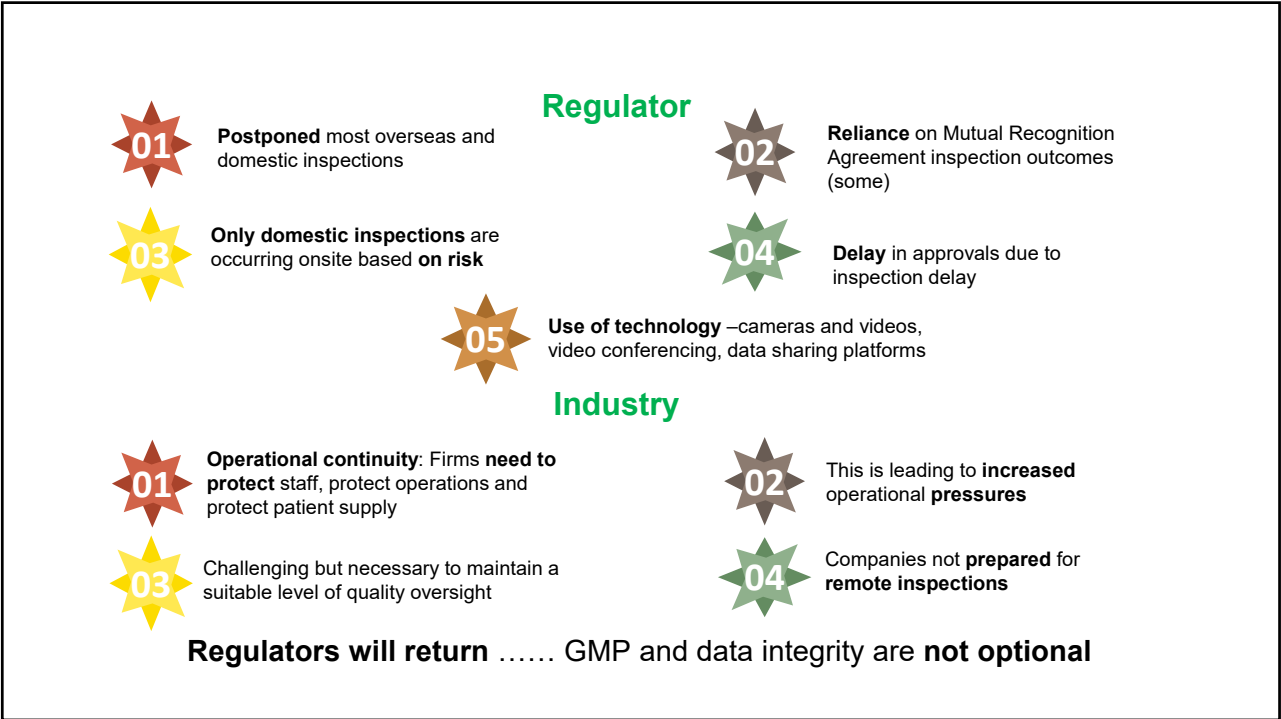 Regulator
01
Postponed most overseas and
domestic inspections
02
Reliance on Mutual Recognition
Agreement inspection outcomes
(some)
03
Only domestic inspections are
occurring onsite based on risk
04
Delay in approvals due to
inspection delay
05
Use of technology –cameras and videos,
video conferencing, data sharing platforms
Industry
01
Operational continuity: Firms need to
protect staff, protect operations and
protect patient supply
02
This is leading to increased
operational pressures
03
Challenging but necessary to maintain a
suitable level of quality oversight
04
Companies not prepared for
remote inspections
Regulators will return …… GMP and data integrity are not optional